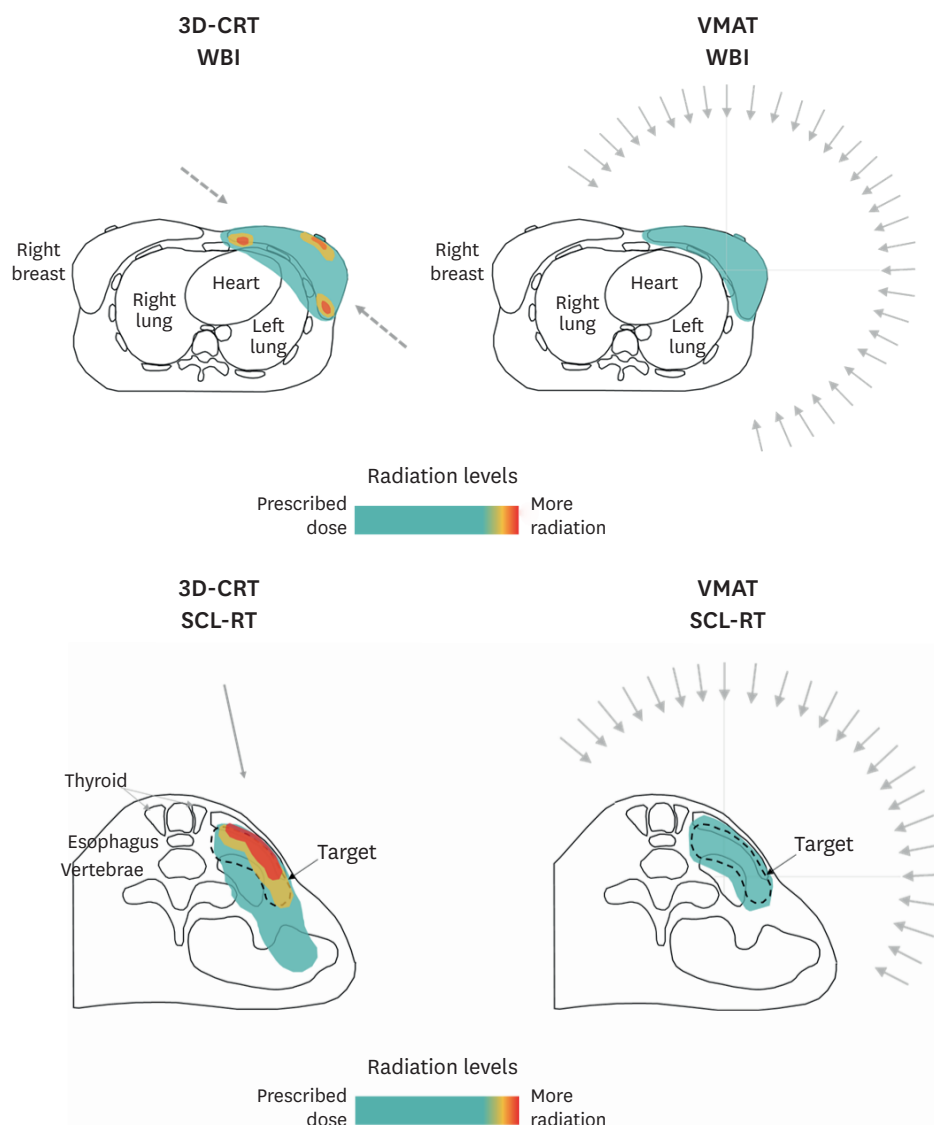 3D-CRT
WBI
VMAT
WBI
Right
breast
Heart
Right
lung
Left
lung
Right
breast
Heart
Right
lung
Left
lung
Radiation levels
Prescribed
dose
More
radiation
3D-CRT
SCL-RT
VMAT
SCL-RT
Thyroid
Esophagus
Vertebrae
Target
Target
Radiation levels
Prescribed
dose
More
radiation